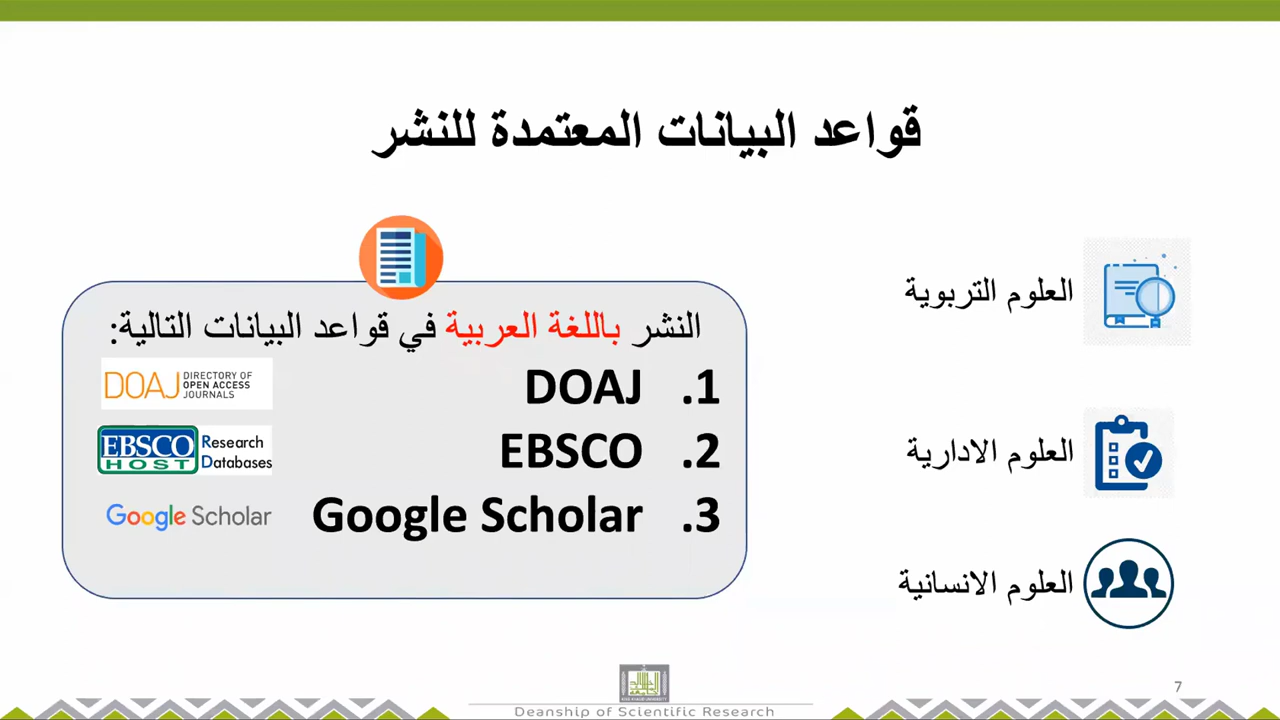 قواعد البيانات المعتمدة للنشر
العلوم التربوية
العلوم الادارية
العلوم الانسانية
النشر باللغة العربية في قواعد البيانات التالية:
1. DOAJ
DOAJ DIRECTORY OF OPEN ACCESS JOURNALS
2. EBSCO
EBSCO HOST Research Databases
3. Google Scholar
Google Scholar
Deanship of Scientific Research
7